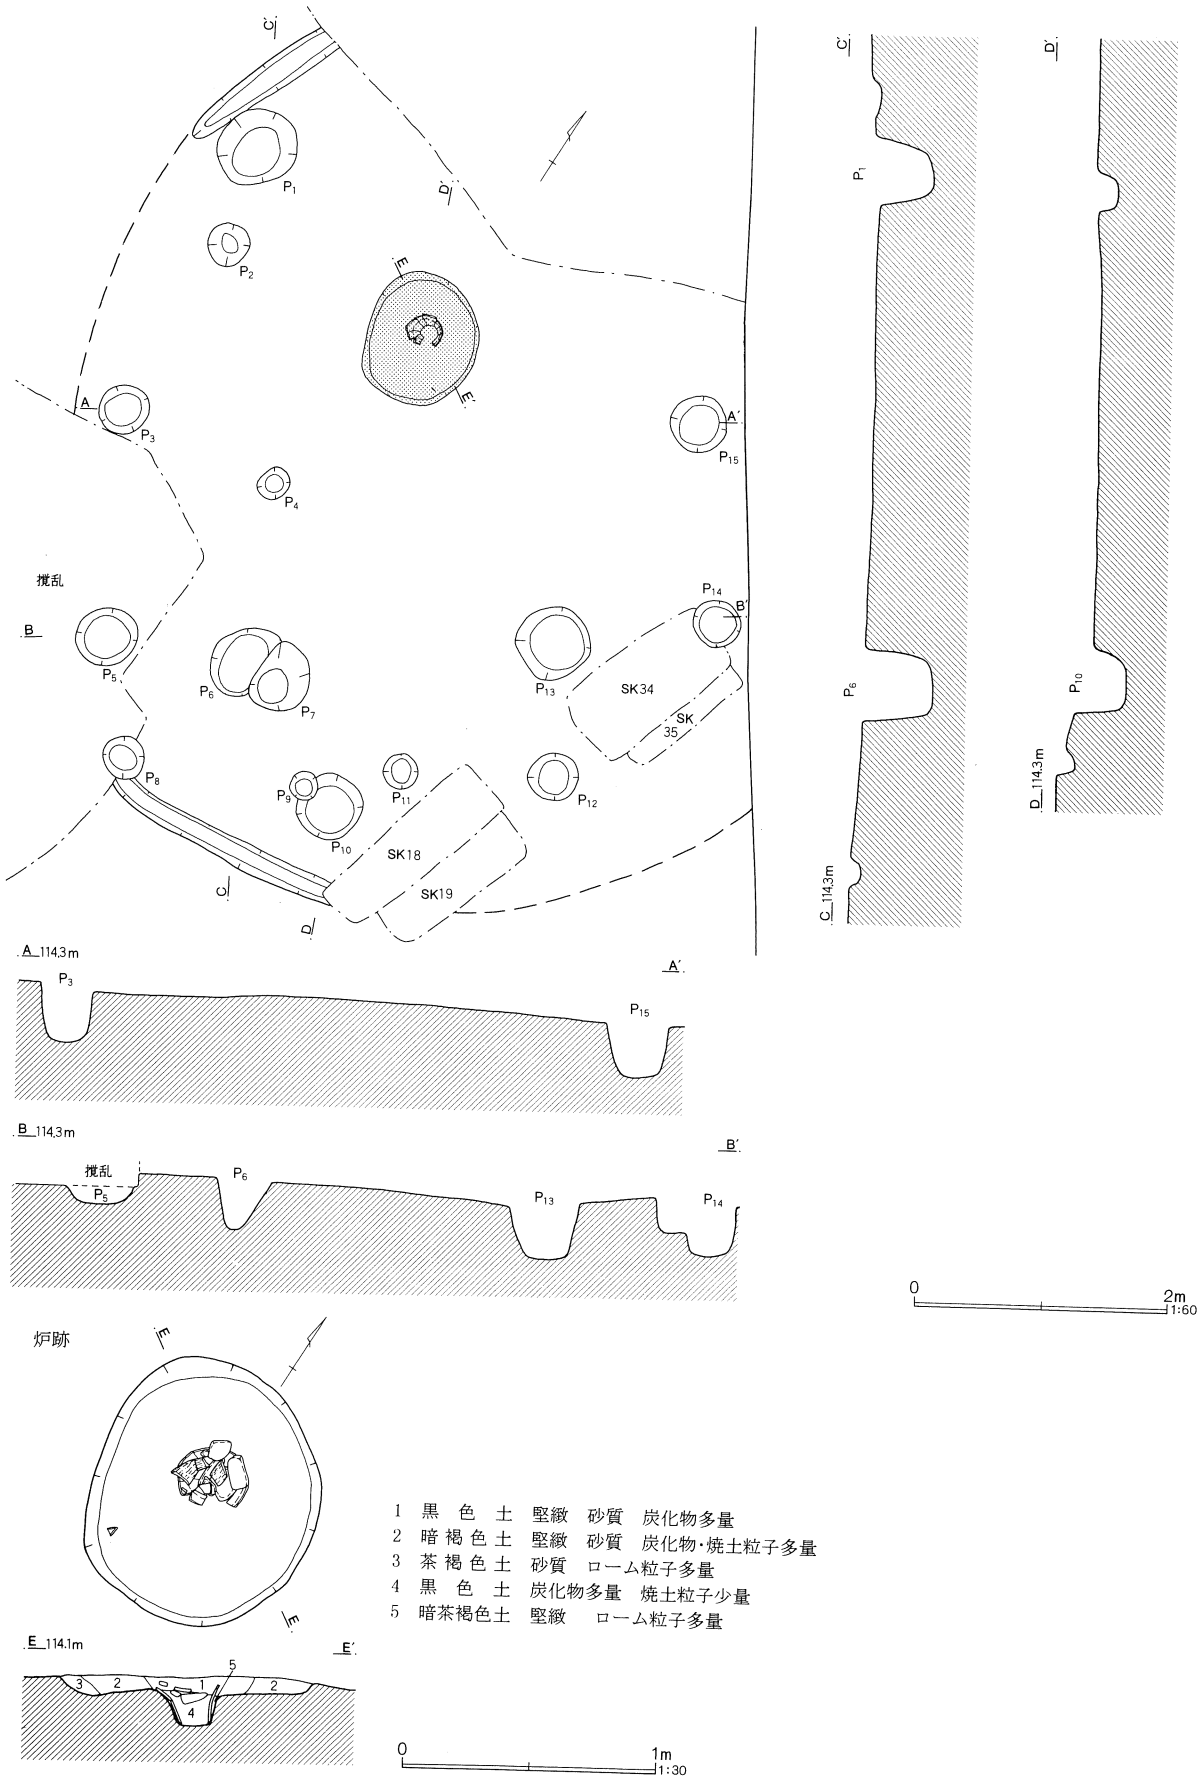 C'
P1
P2
D'
E
E'
A
P3
A'
P15
P4
攪乱
B
P5
P6
P7
P14
B'
P13
SK34
SK
35
P8
P9
P10
P11
P12
SK18
SK19
C
D
C'
P1
P6
C 114.3m
D'
P10
D 114.3m
A 114.3m
A'
P3
P15
B 114.3m
B'
攪乱
P5
P6
P13
P14
0 2m
1:60
炉跡
E
E'
1 黒色土 堅緻 砂質 炭化物多量
2 暗褐色土 堅緻 砂質 炭化物・焼土粒子多量
3 茶褐色土 砂質 ローム粒子多量
4 黒色土 炭化物多量 焼土粒子少量
5 暗茶褐色土 堅緻 ローム粒子多量
E 114.1m
E'
5
3 2 1 2
4
0 1m
1:30